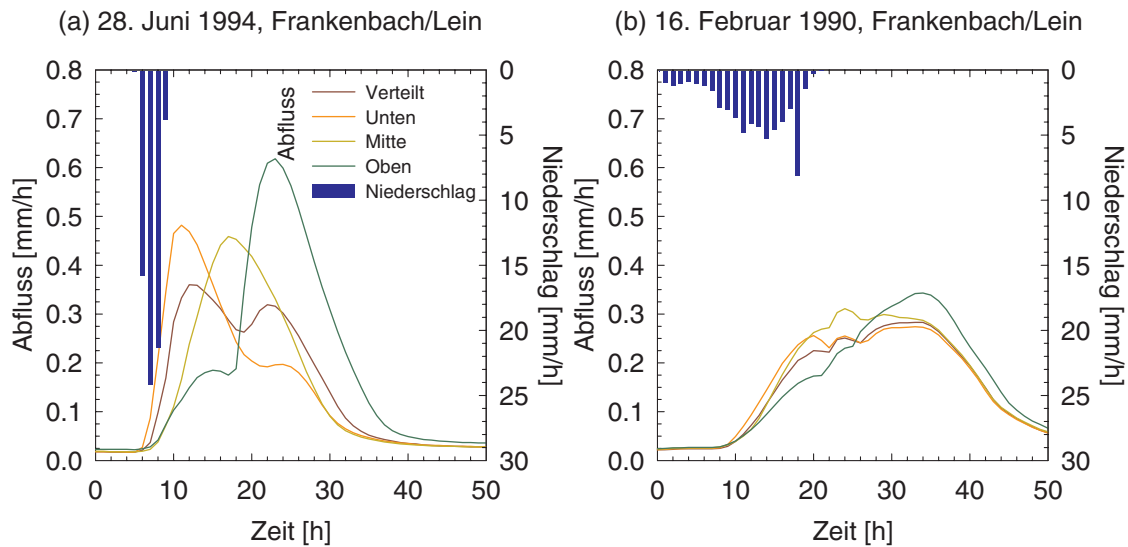 (a) 28. Juni 1994, Frankenbach/Lein
(b) 16. Februar 1990, Frankenbach/Lein
Abfluss [mm/h]
0.8
0.7
0.6
0.5
0.4
0.3
0.2
0.1
0.0
Abfluss
Verteilt
Unten
Mitte
Oben
Niederschlag
0
5
10
15
20
25
30
Niederschlag [mm/h]
0 10 20 30 40 50
Zeit [h]
Abfluss [mm/h]
0.8
0.7
0.6
0.5
0.4
0.3
0.2
0.1
0.0
0
5
10
15
20
25
30
Niederschlag [mm/h]
0 10 20 30 40 50
Zeit [h]